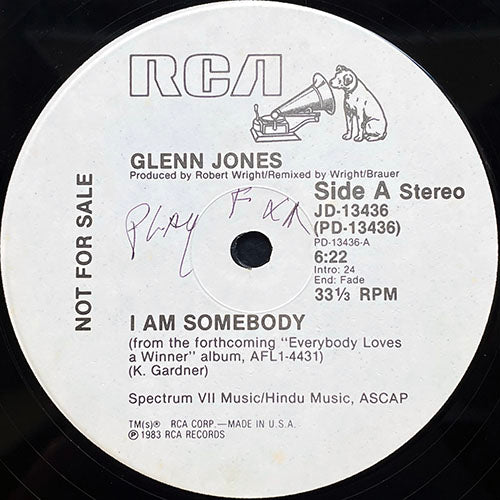 RCA
GLENN JONES
Produced by Robert Wright/Remixed by Wright/Brauer
Side A Stereo
JD-13436
(PD-13436)
PD-13436-A
6:22
Intro: 24
End: Fade
33⅓ RPM
NOT FOR SALE
PLAY
I AM SOMEBODY
(from the forthcoming "Everybody Loves
a Winner" album, AFL1-4431)
(K. Gardner)
Spectrum VII Music/Hindu Music, ASCAP
TM(s)® RCA CORP.—MADE IN U.S.A.
℗ 1983 RCA RECORDS